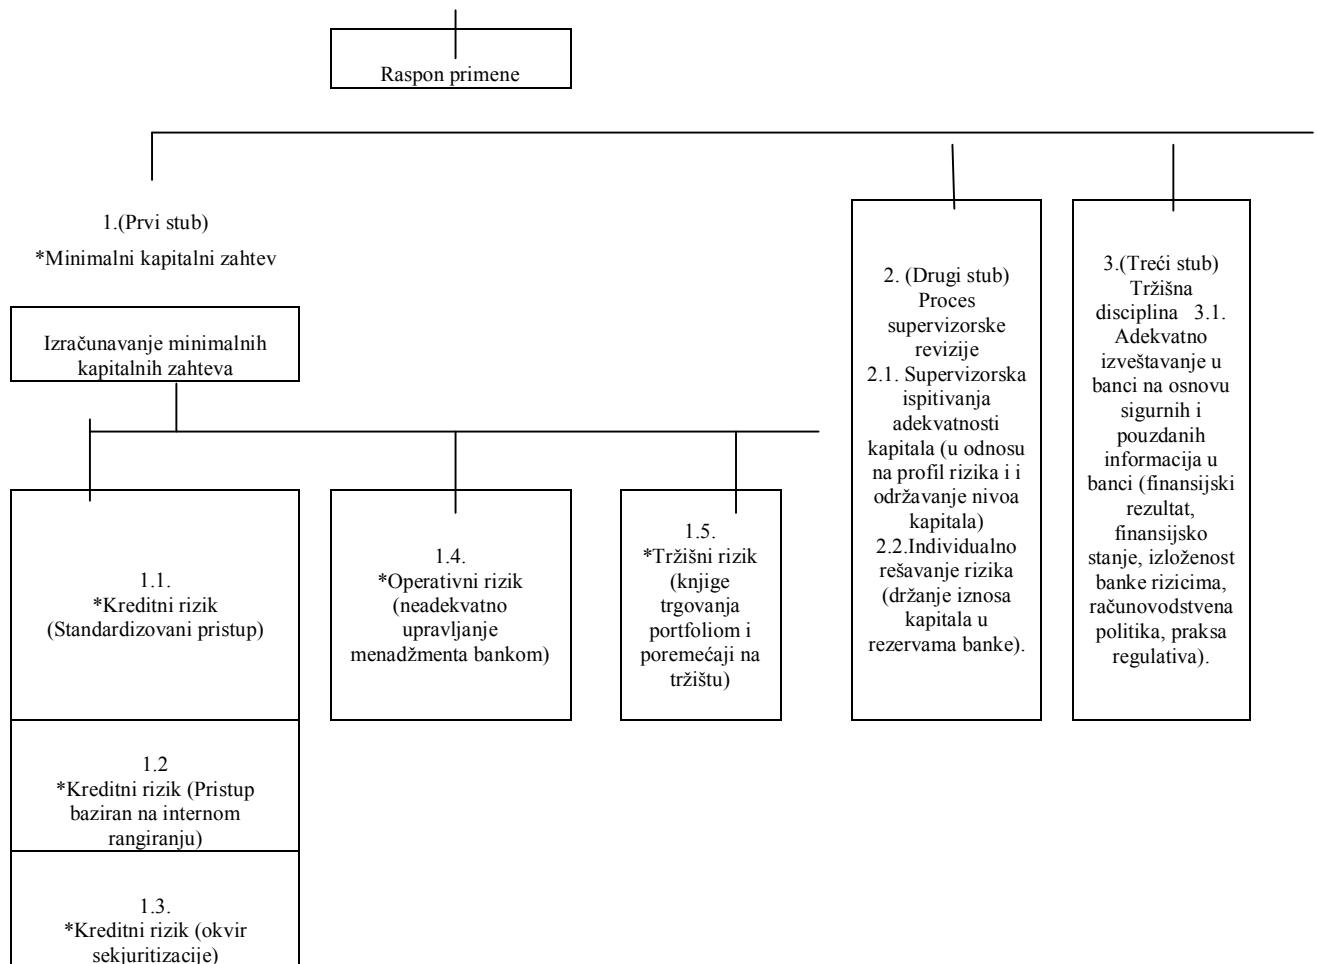 Raspon primene
1.(Prvi stub)
*Minimalni kapitalni zahtev
Izračunavanje minimalnih
kapitalnih zahteva
1.1.
*Kreditni rizik
(Standardizovani pristup)
1.2
*Kreditni rizik (Pristup
baziran na internom
rangiranju)
1.3.
*Kreditni rizik (okvir
sekjuritizacije)
1.4.
*Operativni rizik
(neadekvatno
upravljanje
menadžmenta bankom)
1.5.
*Tržišni rizik
(knjige
trgovanja
portfoliom i
poremećaji na
tržištu)
2. (Drugi stub)
Proces
supervizorske
revizije
2.1. Supervizorska
ispitivanja
adekvatnosti
kapitala (u odnosu
na profil rizika i i
održavanje nivoa
kapitala)
2.2.Individualno
rešavanje rizika
(držanje iznosa
kapitala u
rezervama banke).
3.(Treći stub)
Tržišna
disciplina 3.1.
Adekvatno
izveštavanje u
banci na osnovu
sigurnih i
pouzdanih
informacija u
banci (finansijski
rezultat,
finansijsko
stanje, izloženost
banke rizicima,
računovodstvena
politika, praksa
regulativa).